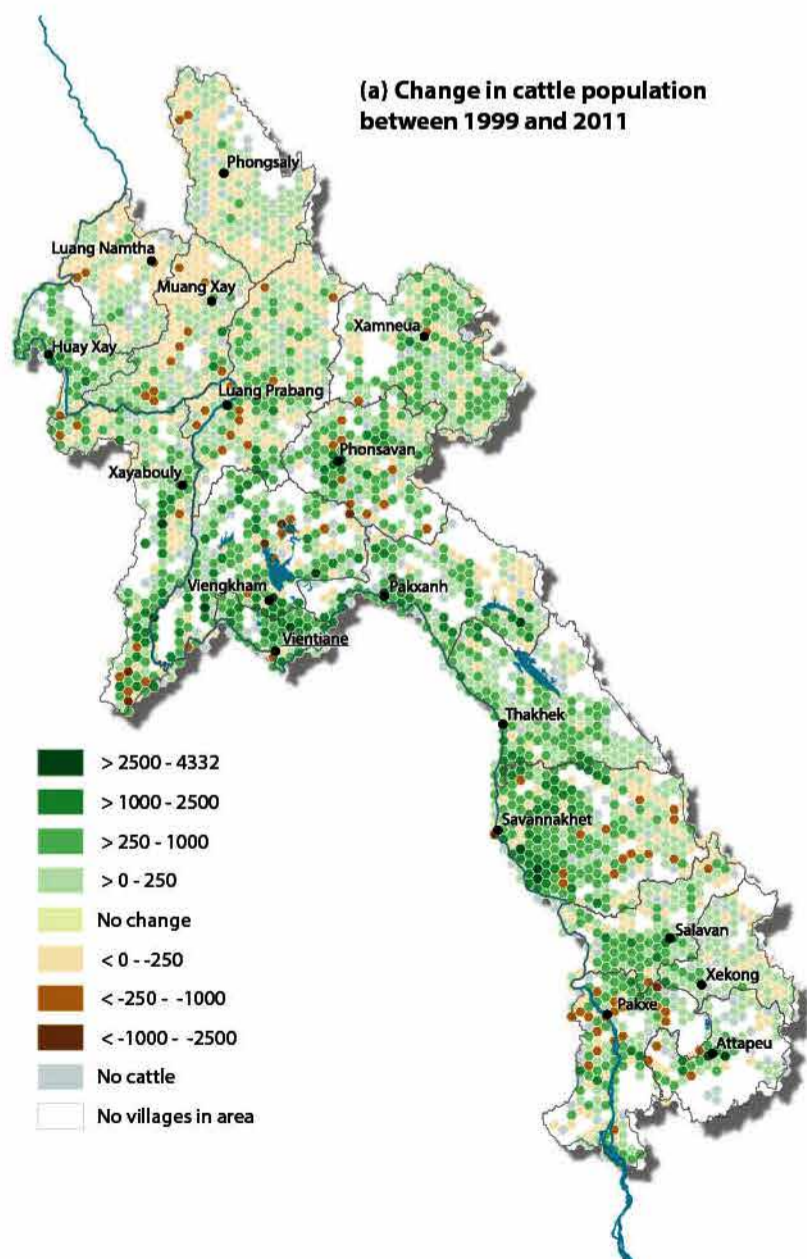 (a) Change in cattle population
between 1999 and 2011
Phongsaly
Luang Namtha
Muang Xay
Xamneua
Huay Xay
Luang Prabang
Phonsavan
Xayabouly
Viengkham
Pakxanh
Vientiane
Thakhek
> 2500 - 4332
> 1000 - 2500
> 250 - 1000
> 0 - 250
No change
< 0 - -250
< -250 - -1000
< -1000 - -2500
No cattle
No villages in area
Savannakhet
Salavan
Xekong
Pakxe
Attapeu